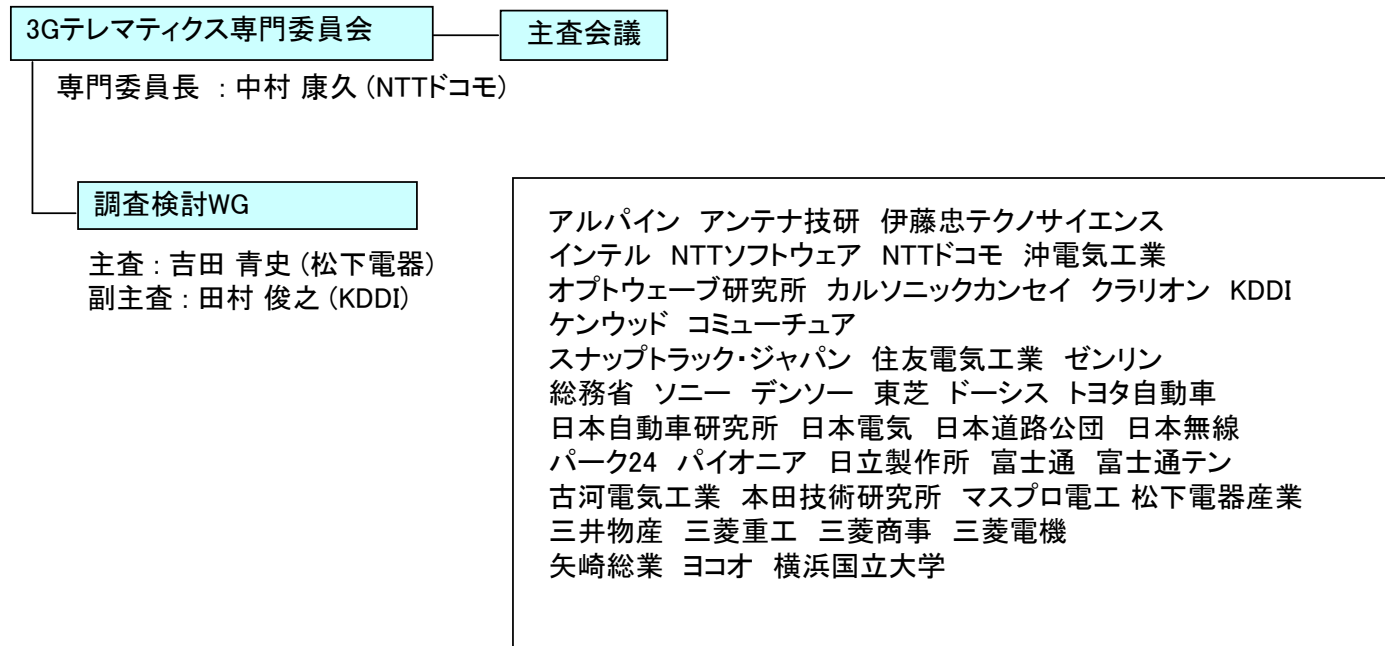 3Gテレマティクス専門委員会
主査会議
専門委員長 ：中村 康久 (NTTドコモ)
調査検討WG
主査：吉田 青史 (松下電器)
副主査：田村 俊之 (KDDI)
アルパイン　アンテナ技研　伊藤忠テクノサイエンス
インテル　NTTソフトウェア　NTTドコモ　沖電気工業
オプトウェーブ研究所　カルソニックカンセイ　クラリオン　KDDI
ケンウッド　コミューチュア
スナップトラック・ジャパン　住友電気工業　ゼンリン
総務省　ソニー　デンソー　東芝　ドーシス　トヨタ自動車
日本自動車研究所　日本電気　日本道路公団　日本無線
パーク24　パイオニア　日立製作所　富士通　富士通テン
古河電気工業　本田技術研究所　マスプロ電工 松下電器産業
三井物産　三菱重工　三菱商事　三菱電機
矢崎総業　ヨコオ　横浜国立大学